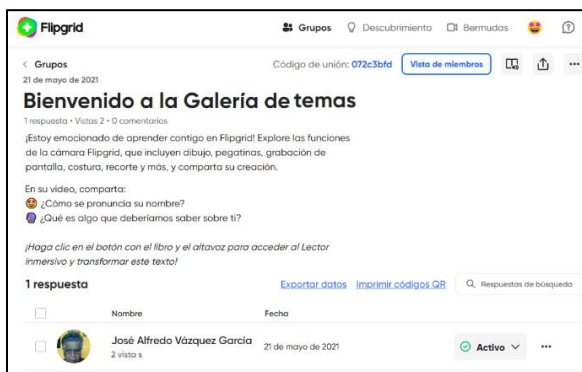 Flipgrid
Grupos
Descubrimiento
Bermudas
Grupos
Código de unión: 072c3bfd
Vista de miembros
21 de mayo de 2021
Bienvenido a la Galería de temas
1 respuesta • Vistas 2 • 0 comentarios
¡Estoy emocionado de aprender contigo en Flipgrid! Explore las funciones
de la cámara Flipgrid, que incluyen dibujo, pegatinas, grabación de
pantalla, costura, recorte y más, y comparta su creación.
En su video, comparta:
¿Cómo se pronuncia su nombre?
¿Qué es algo que deberíamos saber sobre ti?
¡Haga clic en el botón con el libro y el altavoz para acceder al Lector
inmersivo y transformar este texto!
1 respuesta
Exportar datos
Imprimir códigos QR
Respuestas de búsqueda
Nombre
Fecha
José Alfredo Vázquez García
2 vista s
21 de mayo de 2021
Activo